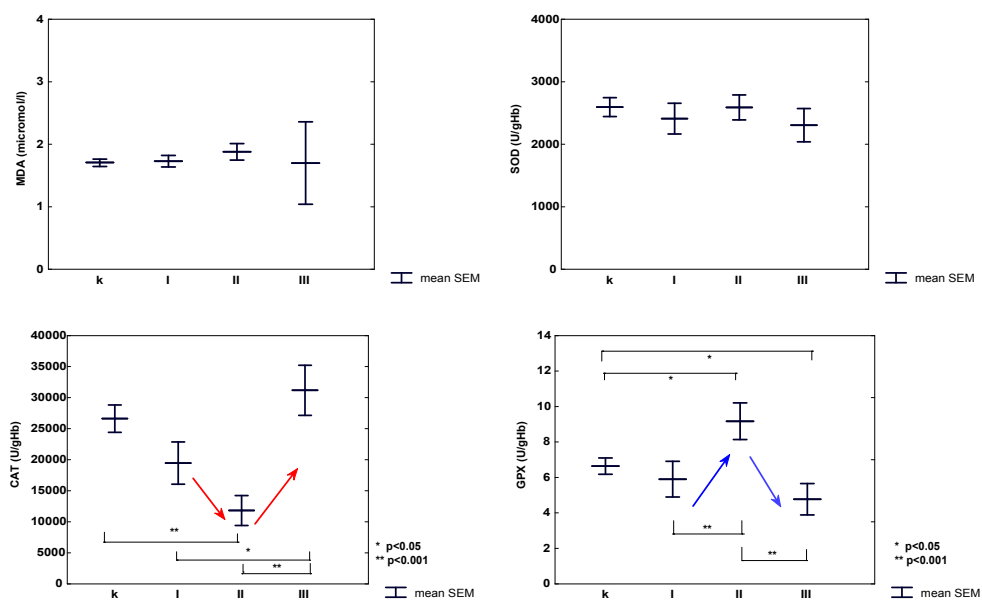 4
3
2
1
0
MDA (micromol/l)
k I II III
mean SEM
4000
3000
2000
1000
0
SOD (U/gHb)
k I II III
mean SEM
40000
35000
30000
25000
20000
15000
10000
5000
0
CAT (U/gHb)
**
*
**
k I II III
* p<0.05
** p<0.001
mean SEM
14
12
10
8
6
4
2
0
GPX (U/gHb)
*
*
**
**
k I II III
* p<0.05
** p<0.001
mean SEM